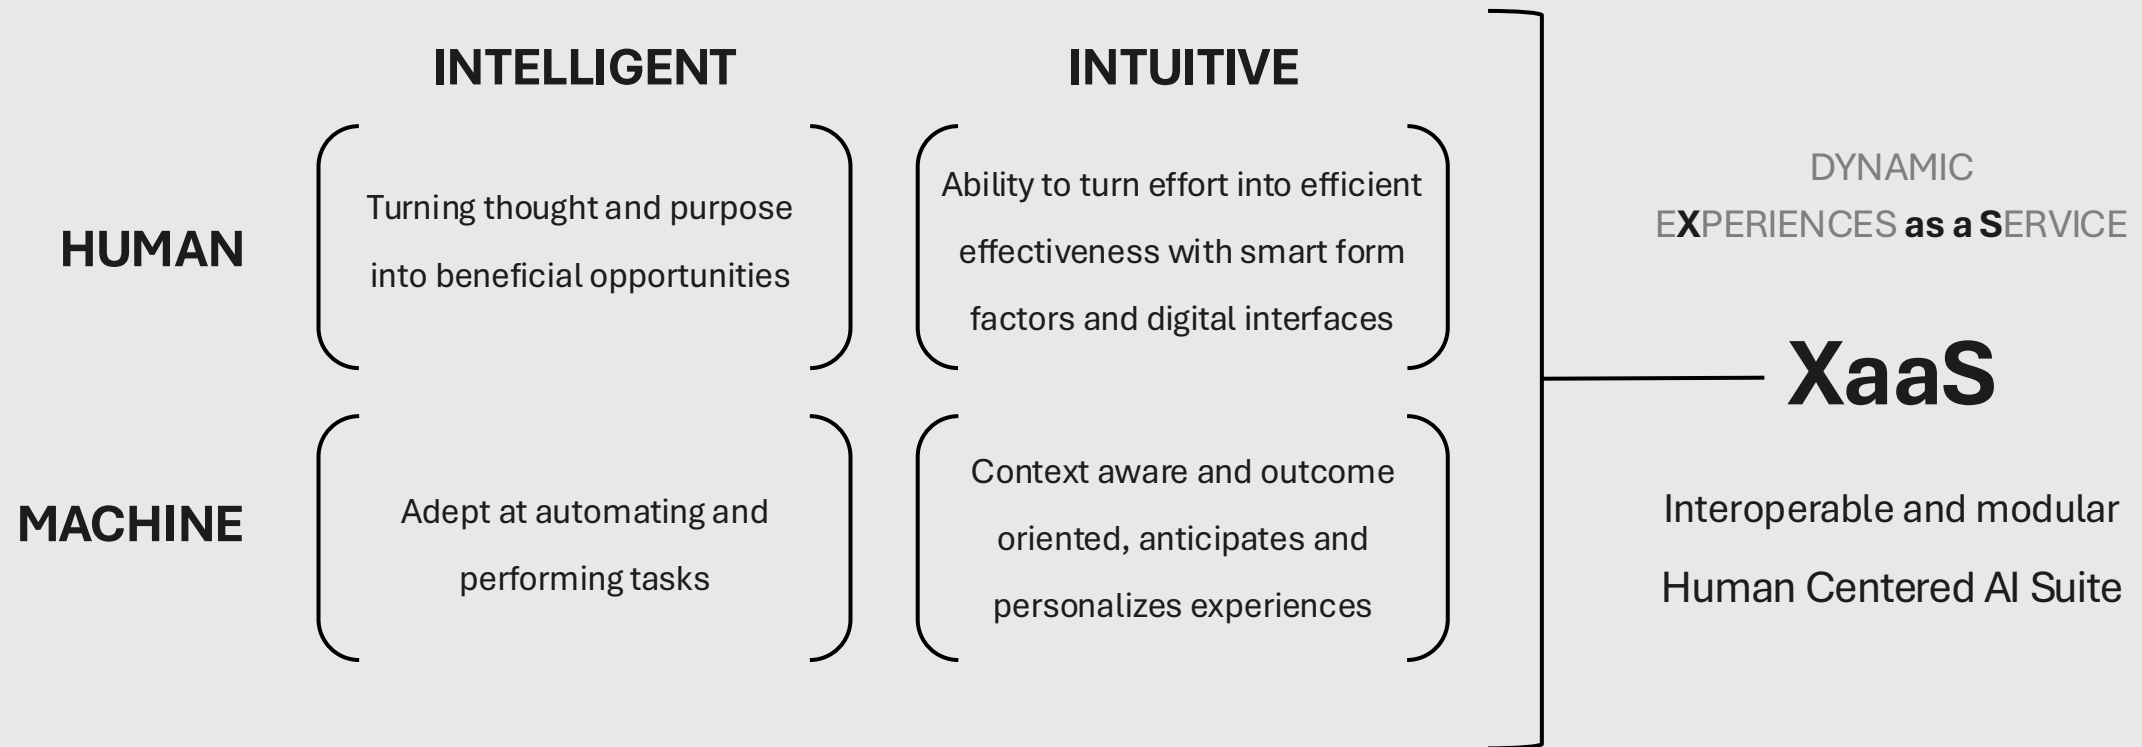 INTELLIGENT
INTUITIVE
HUMAN
Turning thought and purpose
into beneficial opportunities
Ability to turn effort into efficient
effectiveness with smart form
factors and digital interfaces
MACHINE
Adept at automating and
performing tasks
Context aware and outcome
oriented, anticipates and
personalizes experiences
DYNAMIC
EXPERIENCES as a SERVICE
XaaS
Interoperable and modular
Human Centered AI Suite